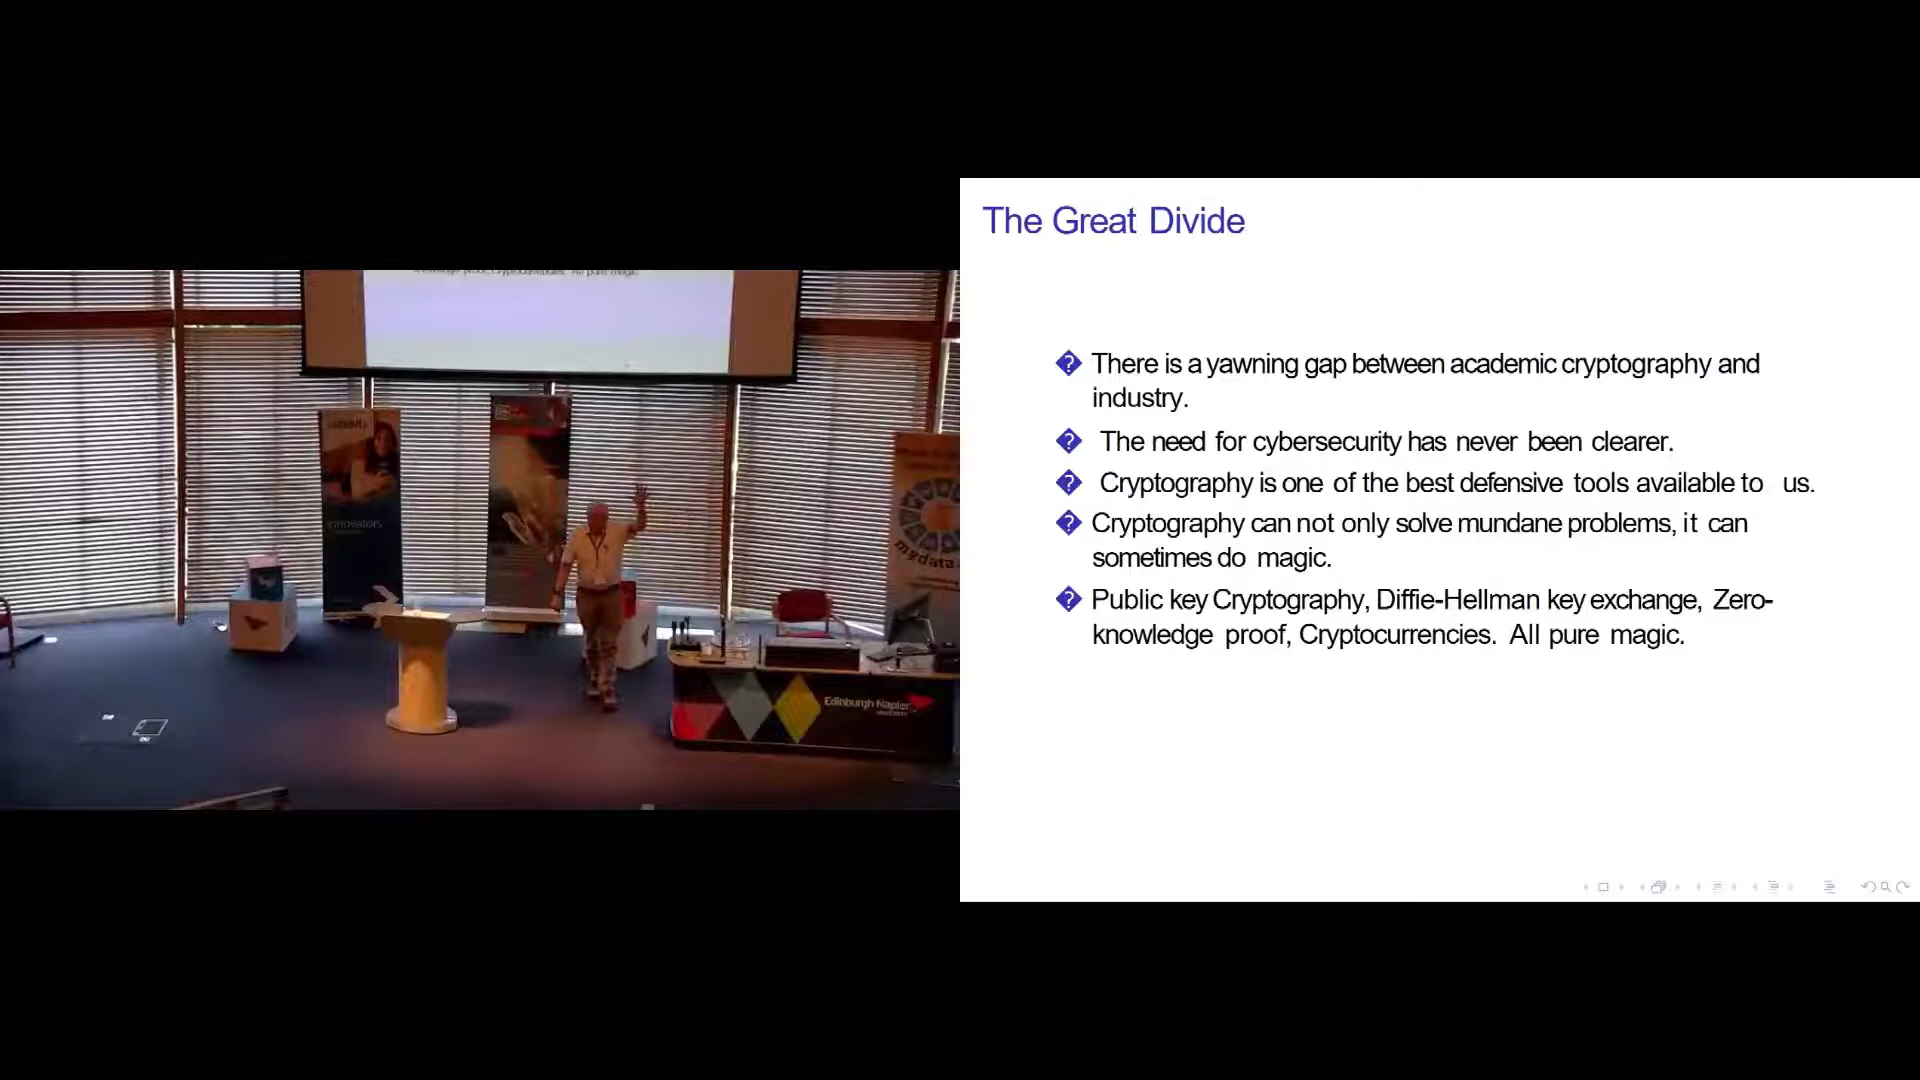 The Great Divide
There is a yawning gap between academic cryptography and
industry.
The need for cybersecurity has never been clearer.
Cryptography is one of the best defensive tools available to us.
Cryptography can not only solve mundane problems, it can
sometimes do magic.
Public key Cryptography, Diffie-Hellman key exchange, Zero-
knowledge proof, Cryptocurrencies. All pure magic.
innovators
mydata
Edinburgh Napier
UNIVERSITY